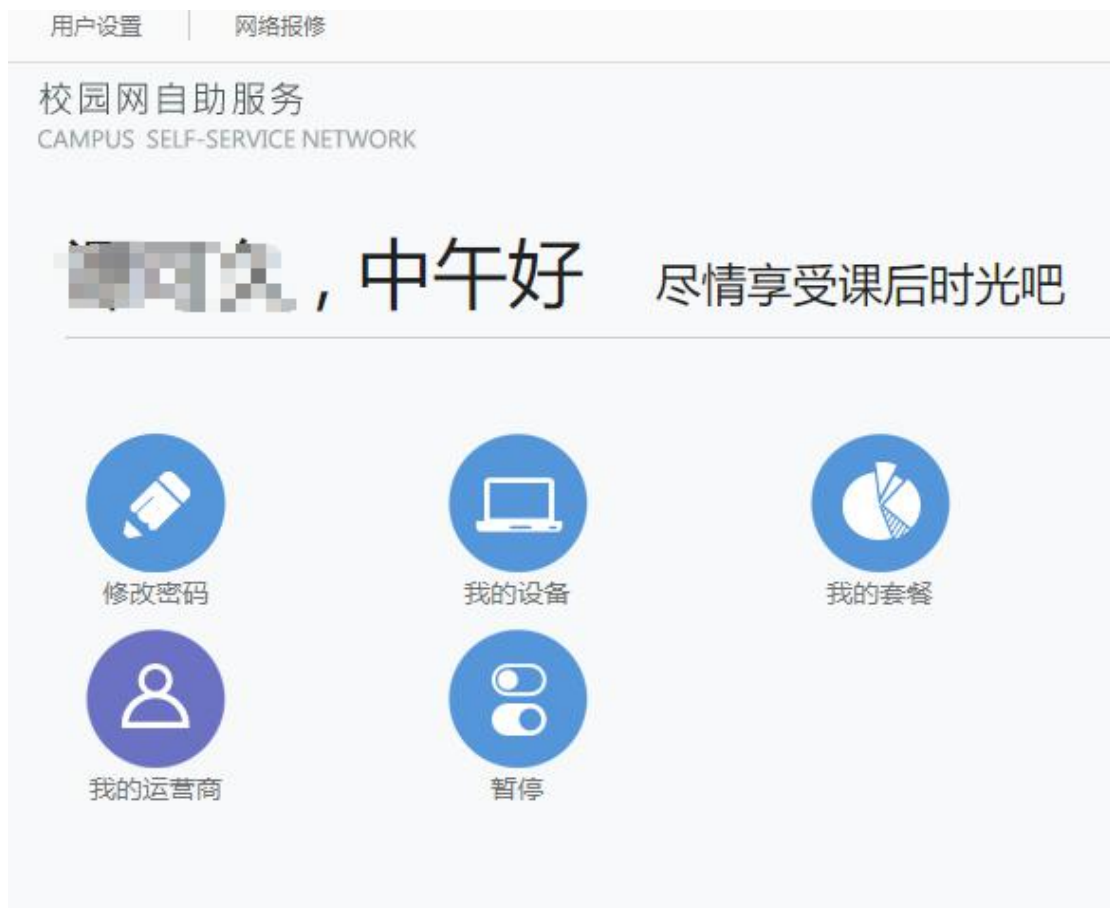 用户设置 网络报修
校园网自助服务
CAMPUS SELF-SERVICE NETWORK
，中午好 尽情享受课后时光吧
修改密码 我的设备 我的套餐
我的运营商 暂停